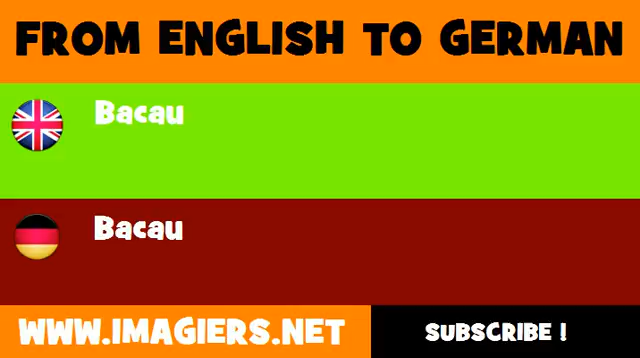 FROM ENGLISH TO GERMAN
Bacau
Bacau
WWW.IMAGIERS.NET
SUBSCRIBE !